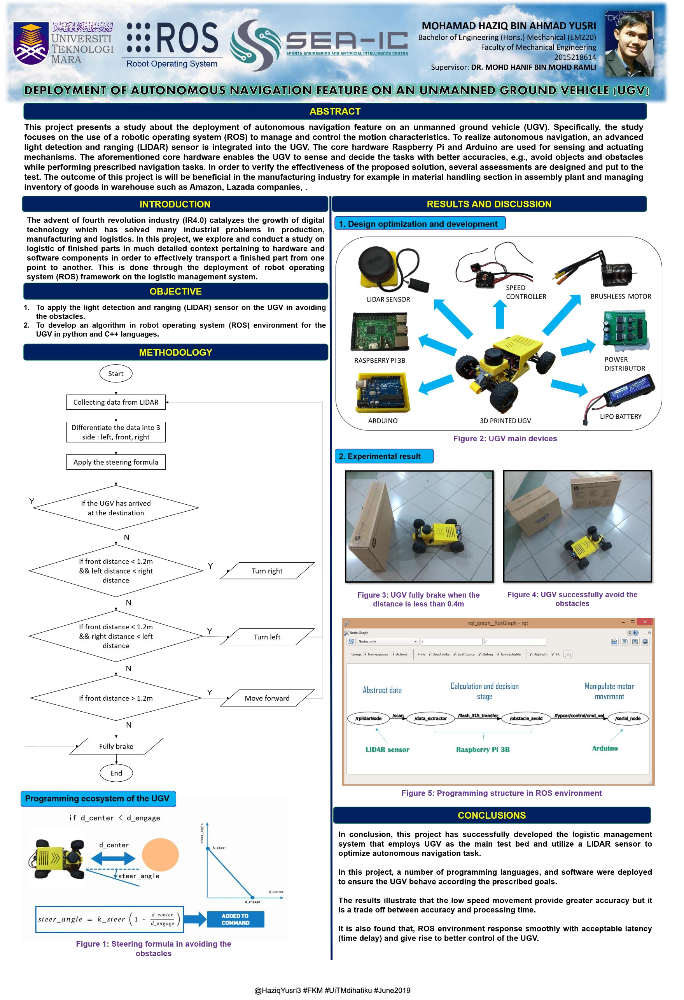 اونيۏرسيتي تيكنولوڬي مارا
UNIVERSITI
TEKNOLOGI
MARA
ROS
Robot Operating System
SEA-IC
SPORTS ENGINEERING AND ARTIFICIAL INTELLIGENCE CENTRE
MOHAMAD HAZIQ BIN AHMAD YUSRI
Bachelor of Engineering (Hons.) Mechanical (EM220)
Faculty of Mechanical Engineering
2015218614
Supervisor: DR. MOHD HANIF BIN MOHD RAMLI
DEPLOYMENT OF AUTONOMOUS NAVIGATION FEATURE ON AN UNMANNED GROUND VEHICLE (UGV)
ABSTRACT
This project presents a study about the deployment of autonomous navigation feature on an unmanned ground vehicle (UGV). Specifically, the study
focuses on the use of a robotic operating system (ROS) to manage and control the motion characteristics. To realize autonomous navigation, an advanced
light detection and ranging (LIDAR) sensor is integrated into the UGV. The core hardware Raspberry Pi and Arduino are used for sensing and actuating
mechanisms. The aforementioned core hardware enables the UGV to sense and decide the tasks with better accuracies, e.g., avoid objects and obstacles
while performing prescribed navigation tasks. In order to verify the effectiveness of the proposed solution, several assessments are designed and put to the
test. The outcome of this project is will be beneficial in the manufacturing industry for example in material handling section in assembly plant and managing
inventory of goods in warehouse such as Amazon, Lazada companies, .
INTRODUCTION
The advent of fourth revolution industry (IR4.0) catalyzes the growth of digital
technology which has solved many industrial problems in production,
manufacturing and logistics. In this project, we explore and conduct a study on
logistic of finished parts in much detailed context pertaining to hardware and
software components in order to effectively transport a finished part from one
point to another. This is done through the deployment of robot operating
system (ROS) framework on the logistic management system.
OBJECTIVE
1. To apply the light detection and ranging (LIDAR) sensor on the UGV in avoiding
the obstacles.
2. To develop an algorithm in robot operating system (ROS) environment for the
UGV in python and C++ languages.
METHODOLOGY
Start
Collecting data from LIDAR
Differentiate the data into 3
side : left, front, right
Apply the steering formula
Y
If the UGV has arrived
at the destination
N
If front distance < 1.2m
&& left distance < right
distance
Y
Turn right
N
If front distance < 1.2m
&& right distance < left
distance
Y
Turn left
N
If front distance > 1.2m
Y
Move forward
N
Fully brake
End
Programming ecosystem of the UGV
if d_center < d_engage
d_center
steer_angle
steer_angle
k_steer
d_center
d_engage
steer_angle = k_steer (1 - d_center/d_engage)
ADDED TO
COMMAND
Figure 1: Steering formula in avoiding the
obstacles
RESULTS AND DISCUSSION
1. Design optimization and development
LIDAR SENSOR
SPEED
CONTROLLER
BRUSHLESS MOTOR
RASPBERRY PI 3B
POWER
DISTRIBUTOR
UNO
ARDUINO
3D PRINTED UGV
3300 mAh
LIPO BATTERY
Figure 2: UGV main devices
2. Experimental result
Figure 3: UGV fully brake when the
distance is less than 0.4m
Figure 4: UGV successfully avoid the
obstacles
rqt_graph__RosGraph - rqt
Node Graph
D
- O
Nodes only
/
/
Group: Namespaces Actions Hide: Dead sinks Leaf topics Debug Unreachable Highlight Fit
Abstract data
Calculation and decision
stage
Manipulate motor
movement
/rplidarNode
/scan
/data_extractor
/flash_315_transfer
/obstacle_avoid
/fypcar/control/cmd_vel
/serial_node
LIDAR sensor
Raspberry Pi 3B
Arduino
Figure 5: Programming structure in ROS environment
CONCLUSIONS
In conclusion, this project has successfully developed the logistic management
system that employs UGV as the main test bed and utilize a LIDAR sensor to
optimize autonomous navigation task.
In this project, a number of programming languages, and software were deployed
to ensure the UGV behave according the prescribed goals.
The results illustrate that the low speed movement provide greater accuracy but it
is a trade off between accuracy and processing time.
It is also found that, ROS environment response smoothly with acceptable latency
(time delay) and give rise to better control of the UGV.
@HaziqYusri3 #FKM #UiTMdihatiku #June2019